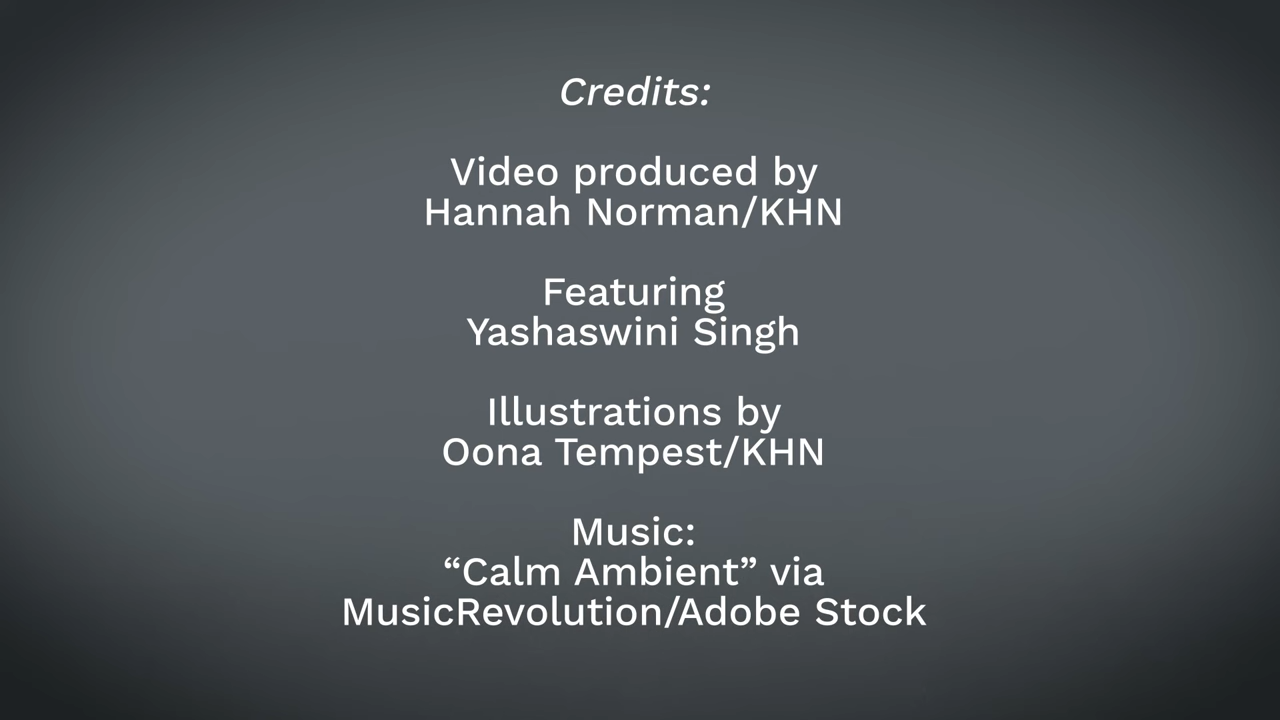 Credits:
Video produced by
Hannah Norman/KHN
Featuring
Yashaswini Singh
Illustrations by
Oona Tempest/KHN
Music:
“Calm Ambient” via
MusicRevolution/Adobe Stock